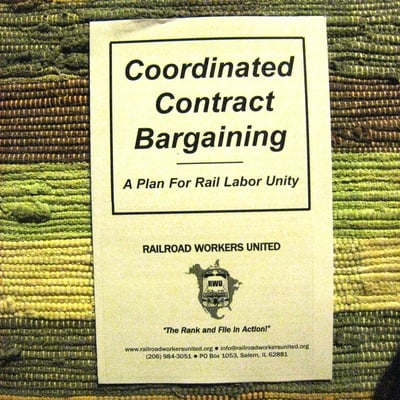 Coordinated
Contract
Bargaining
A Plan For Rail Labor Unity
RAILROAD WORKERS UNITED
RWU
"The Rank and File in Action!"
www.railroadworkersunited.org ● info@railroadworkersunited.org
(206) 984-3051 ● PO Box 1053, Salem, IL 62881